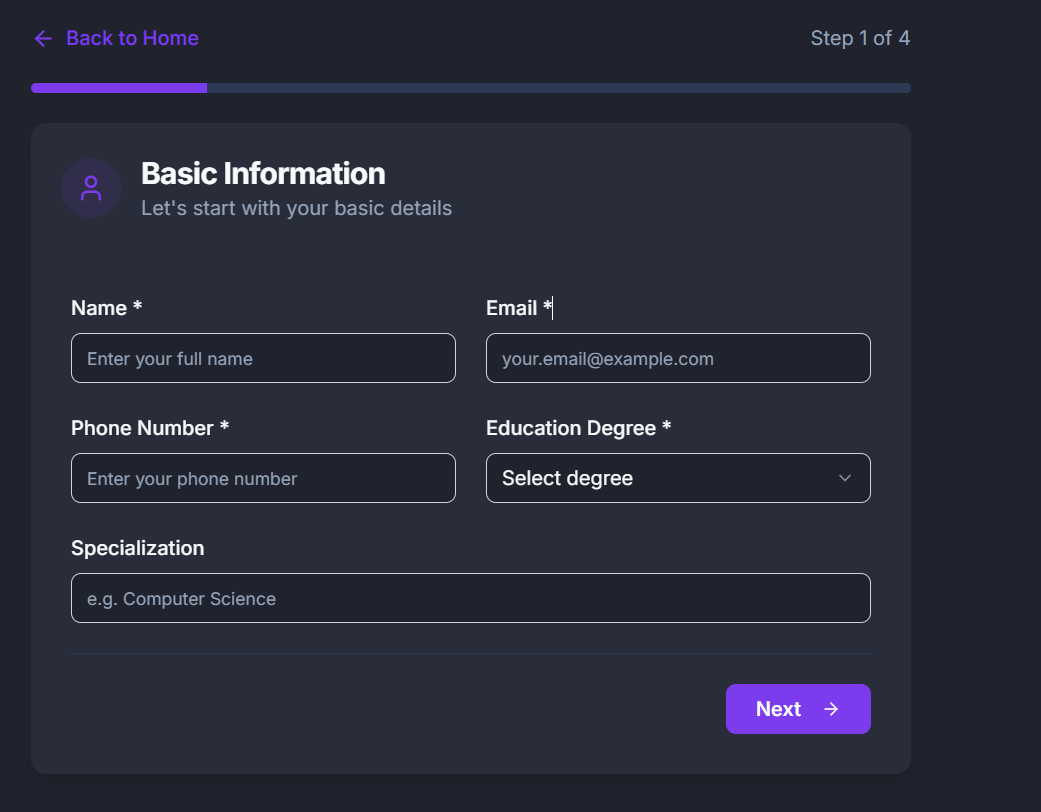 Back to Home
Step 1 of 4
Basic Information
Let's start with your basic details
Name *
Email *
Enter your full name
your.email@example.com
Phone Number *
Education Degree *
Enter your phone number
Select degree
Specialization
e.g. Computer Science
Next